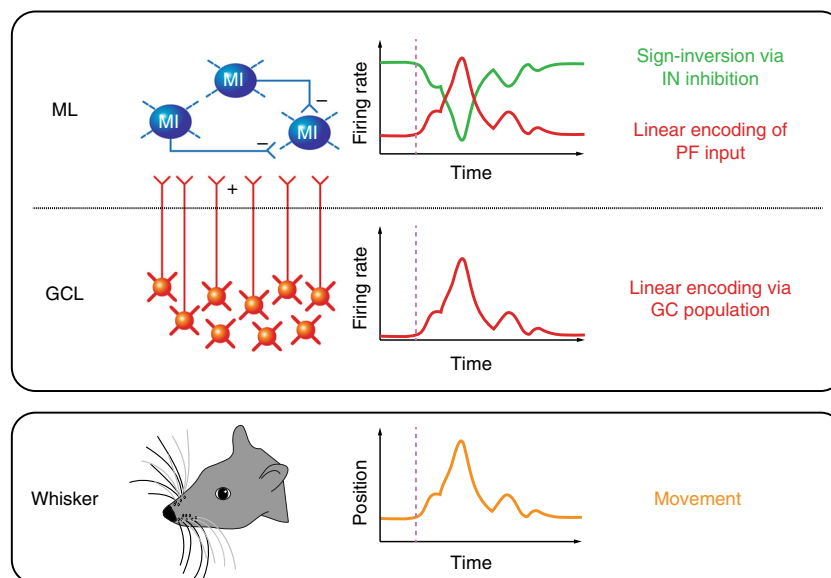 ML
MI
MI
MI
–
–
+
Firing rate
Time
Sign-inversion via
IN inhibition
Linear encoding of
PF input
GCL
Firing rate
Time
Linear encoding via
GC population
Whisker
Position
Time
Movement